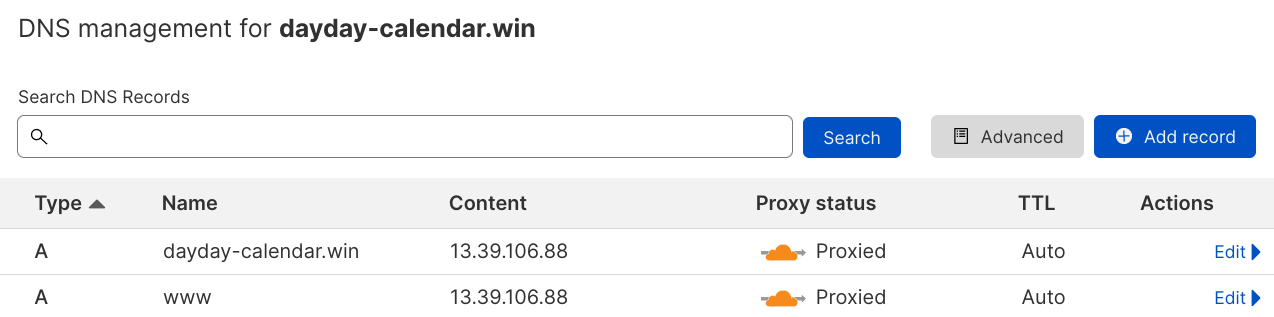 DNS management for dayday-calendar.win
Search DNS Records
Search Advanced Add record
Type Name Content Proxy status TTL Actions
A dayday-calendar.win 13.39.106.88 Proxied Auto Edit
A www 13.39.106.88 Proxied Auto Edit